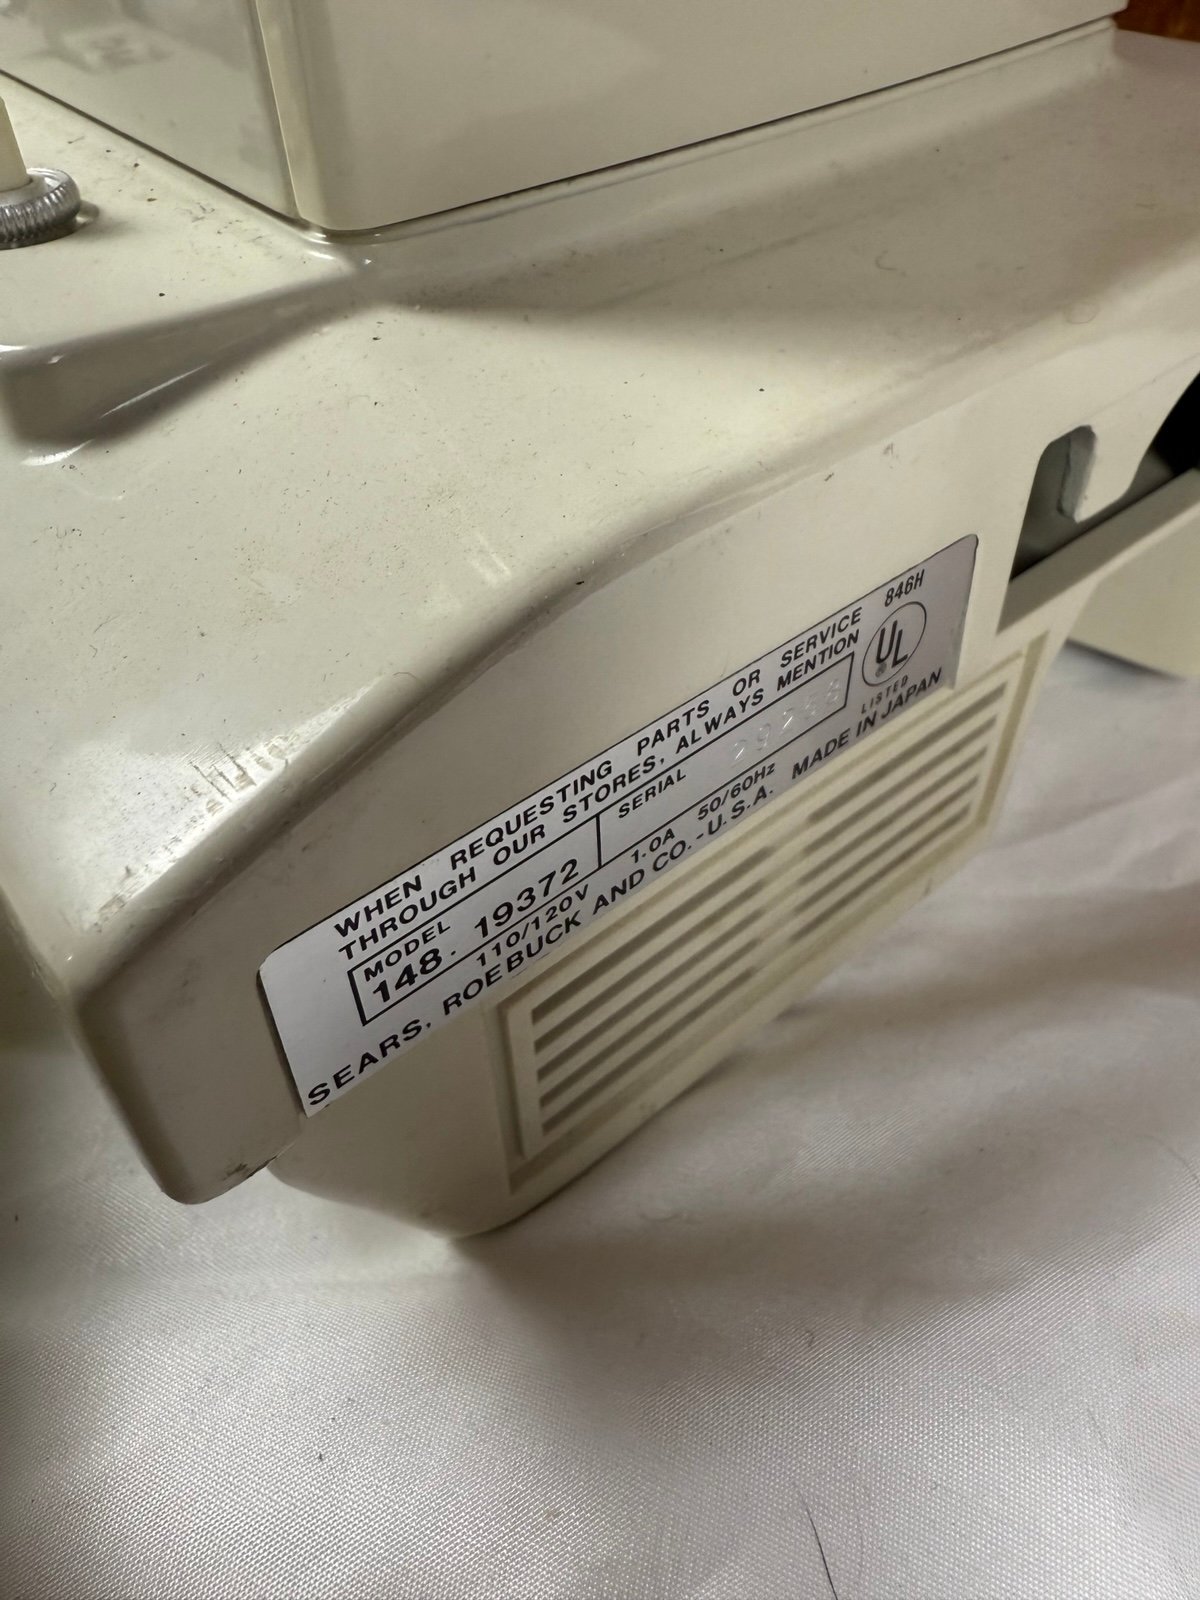 WHEN REQUESTING PARTS OR SERVICE 846H
THROUGH OUR STORES, ALWAYS MENTION
MODEL
148. 19372
SERIAL
UL
®
LISTED
110/120V 1.0A 50/60Hz
SEARS, ROEBUCK AND CO.-U.S.A. MADE IN JAPAN